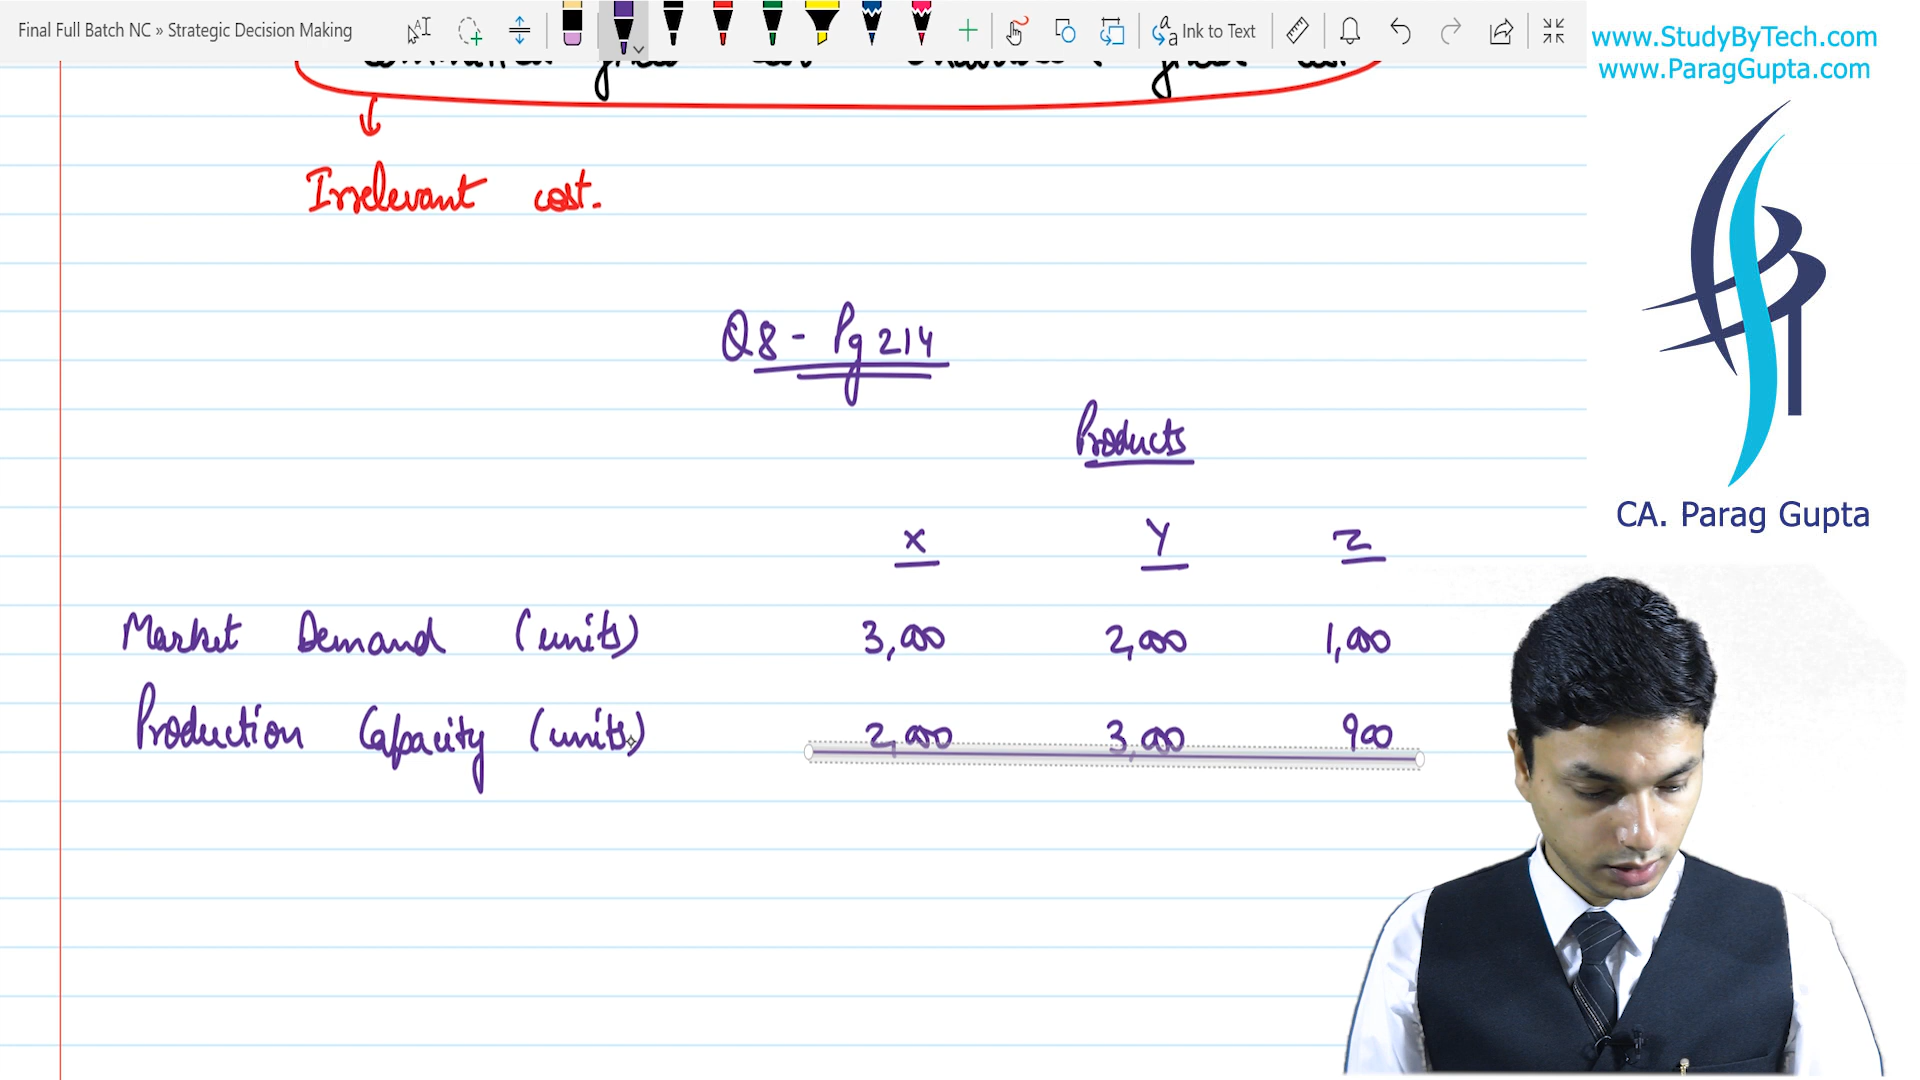 Final Full Batch NC » Strategic Decision Making
Ink to Text
www.StudyByTech.com
www.ParagGupta.com
Irrelevant cost.
Q8 - Pg 214
Products
X Y Z
Market Demand (units) 3,000 2,000 1,000
Production Capacity (units) 2,000 3,000 900
CA. Parag Gupta